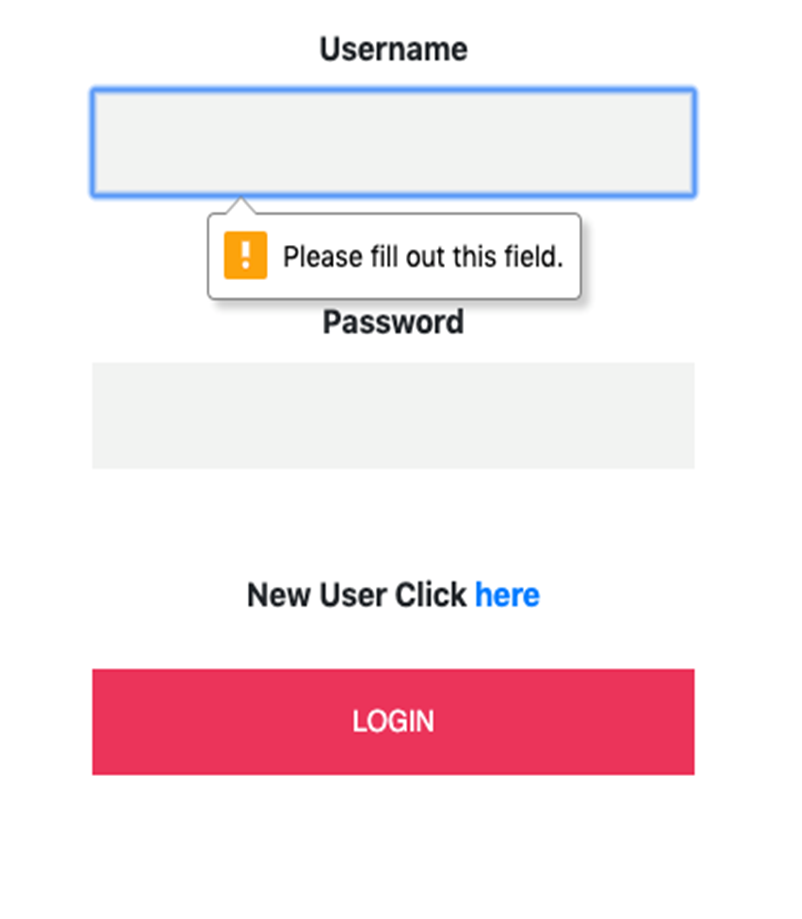 Username
Please fill out this field.
Password
New User Click here
LOGIN